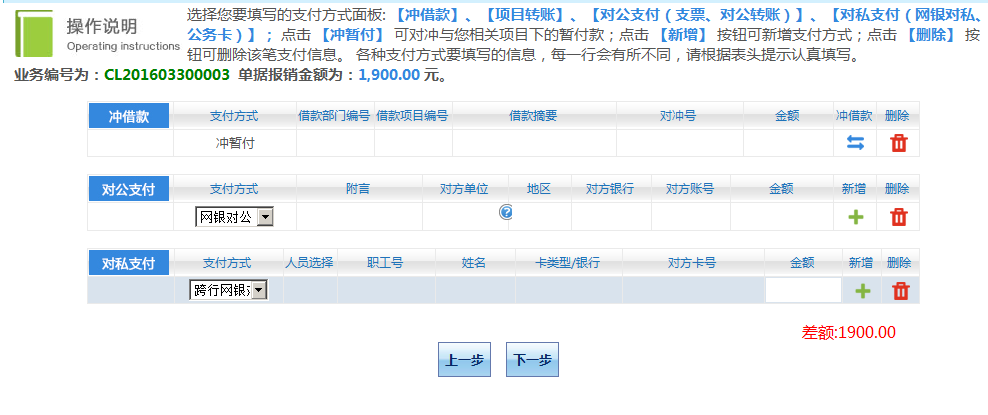 操作说明
Operating instructions
选择您要填写的支付方式面板:【冲借款】、【项目转账】、【对公支付（支票、对公转账）】、【对私支付（网银对私、
公务卡）】； 点击 【冲暂付】 可对冲与您相关项目下的暂付款；点击 【新增】 按钮可新增支付方式；点击 【删除】 按
钮可删除该笔支付信息。 各种支付方式要填写的信息，每一行会有所不同，请根据表头提示认真填写。
业务编号为：CL201603300003 单据报销金额为：1,900.00 元。
冲借款 支付方式 借款部门编号 借款项目编号 借款摘要 对冲号 金额 冲借款 删除
冲暂付
对公支付 支付方式 附言 对方单位 地区 对方银行 对方账号 金额 新增 删除
网银对公 ?
对私支付 支付方式 人员选择 职工号 姓名 卡类型/银行 对方卡号 金额 新增 删除
跨行网银
差额:1900.00
上一步 下一步